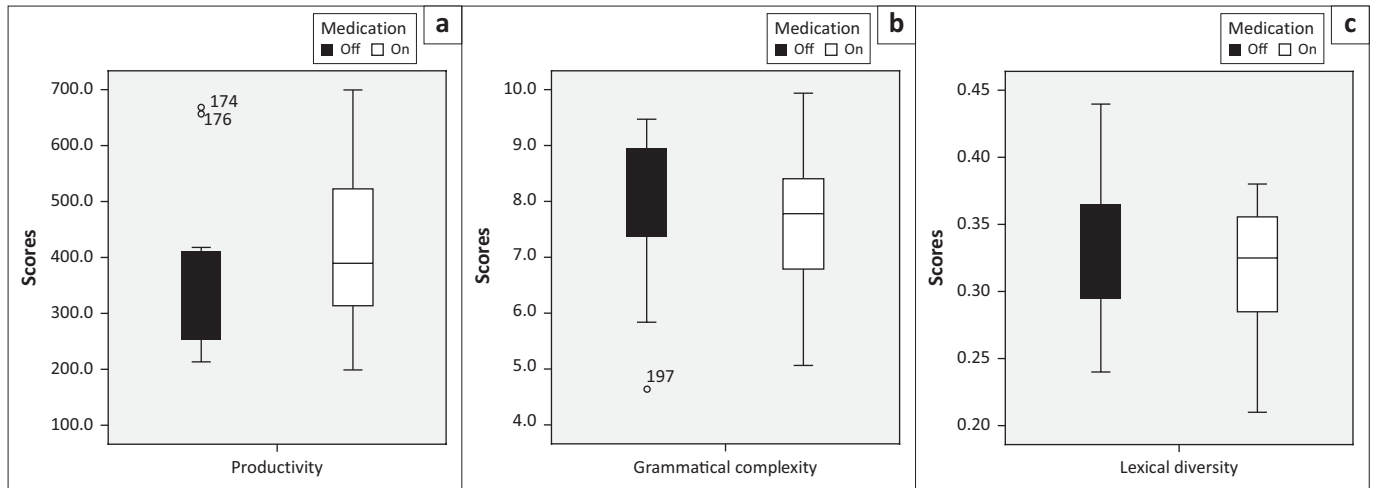 Medication
Off On
a
Scores
700.0
600.0
500.0
400.0
300.0
200.0
100.0
174
176
Productivity
Medication
Off On
b
Scores
10.0
9.0
8.0
7.0
6.0
5.0
4.0
197
Grammatical complexity
Medication
Off On
c
Scores
0.45
0.40
0.35
0.30
0.25
0.20
Lexical diversity